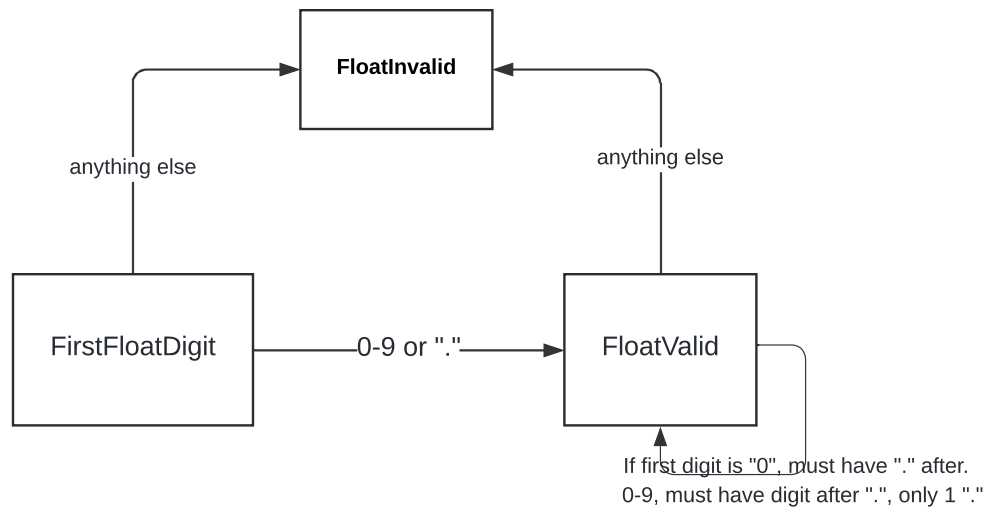 FloatInvalid
anything else
anything else
FirstFloatDigit
0-9 or "."
FloatValid
If first digit is "0", must have "." after.
0-9, must have digit after ".", only 1 "."